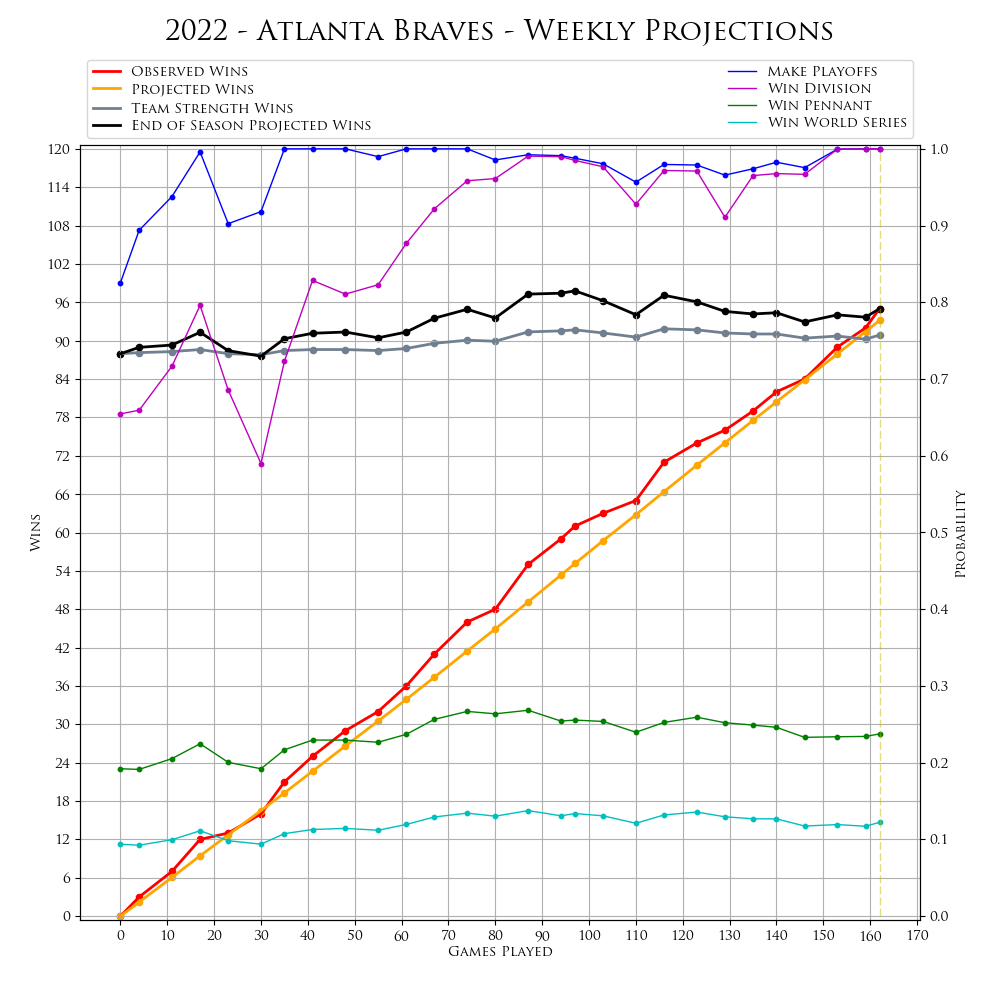 2022 - Atlanta Braves - Weekly Projections
Observed Wins
Projected Wins
Team Strength Wins
End of Season Projected Wins
Make Playoffs
Win Division
Win Pennant
Win World Series
120
114
108
102
96
90
84
78
72
66
60
54
48
42
36
30
24
18
12
6
0
Wins
1.0
0.9
0.8
0.7
0.6
0.5
0.4
0.3
0.2
0.1
0.0
Probability
0 10 20 30 40 50 60 70 80 90 100 110 120 130 140 150 160 170
Games Played